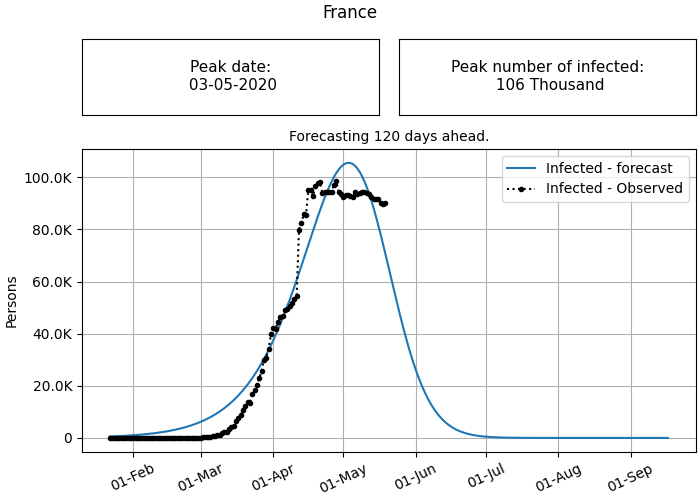 France
Peak date:
03-05-2020
Peak number of infected:
106 Thousand
Forecasting 120 days ahead.
Infected - forecast
Infected - Observed
100.0K
80.0K
60.0K
40.0K
20.0K
0
Persons
01-Feb
01-Mar
01-Apr
01-May
01-Jun
01-Jul
01-Aug
01-Sep